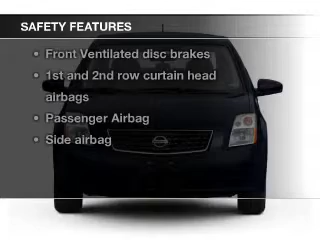 SAFETY FEATURES
• Front Ventilated disc brakes
• 1st and 2nd row curtain head
airbags
• Passenger Airbag
• Side airbag